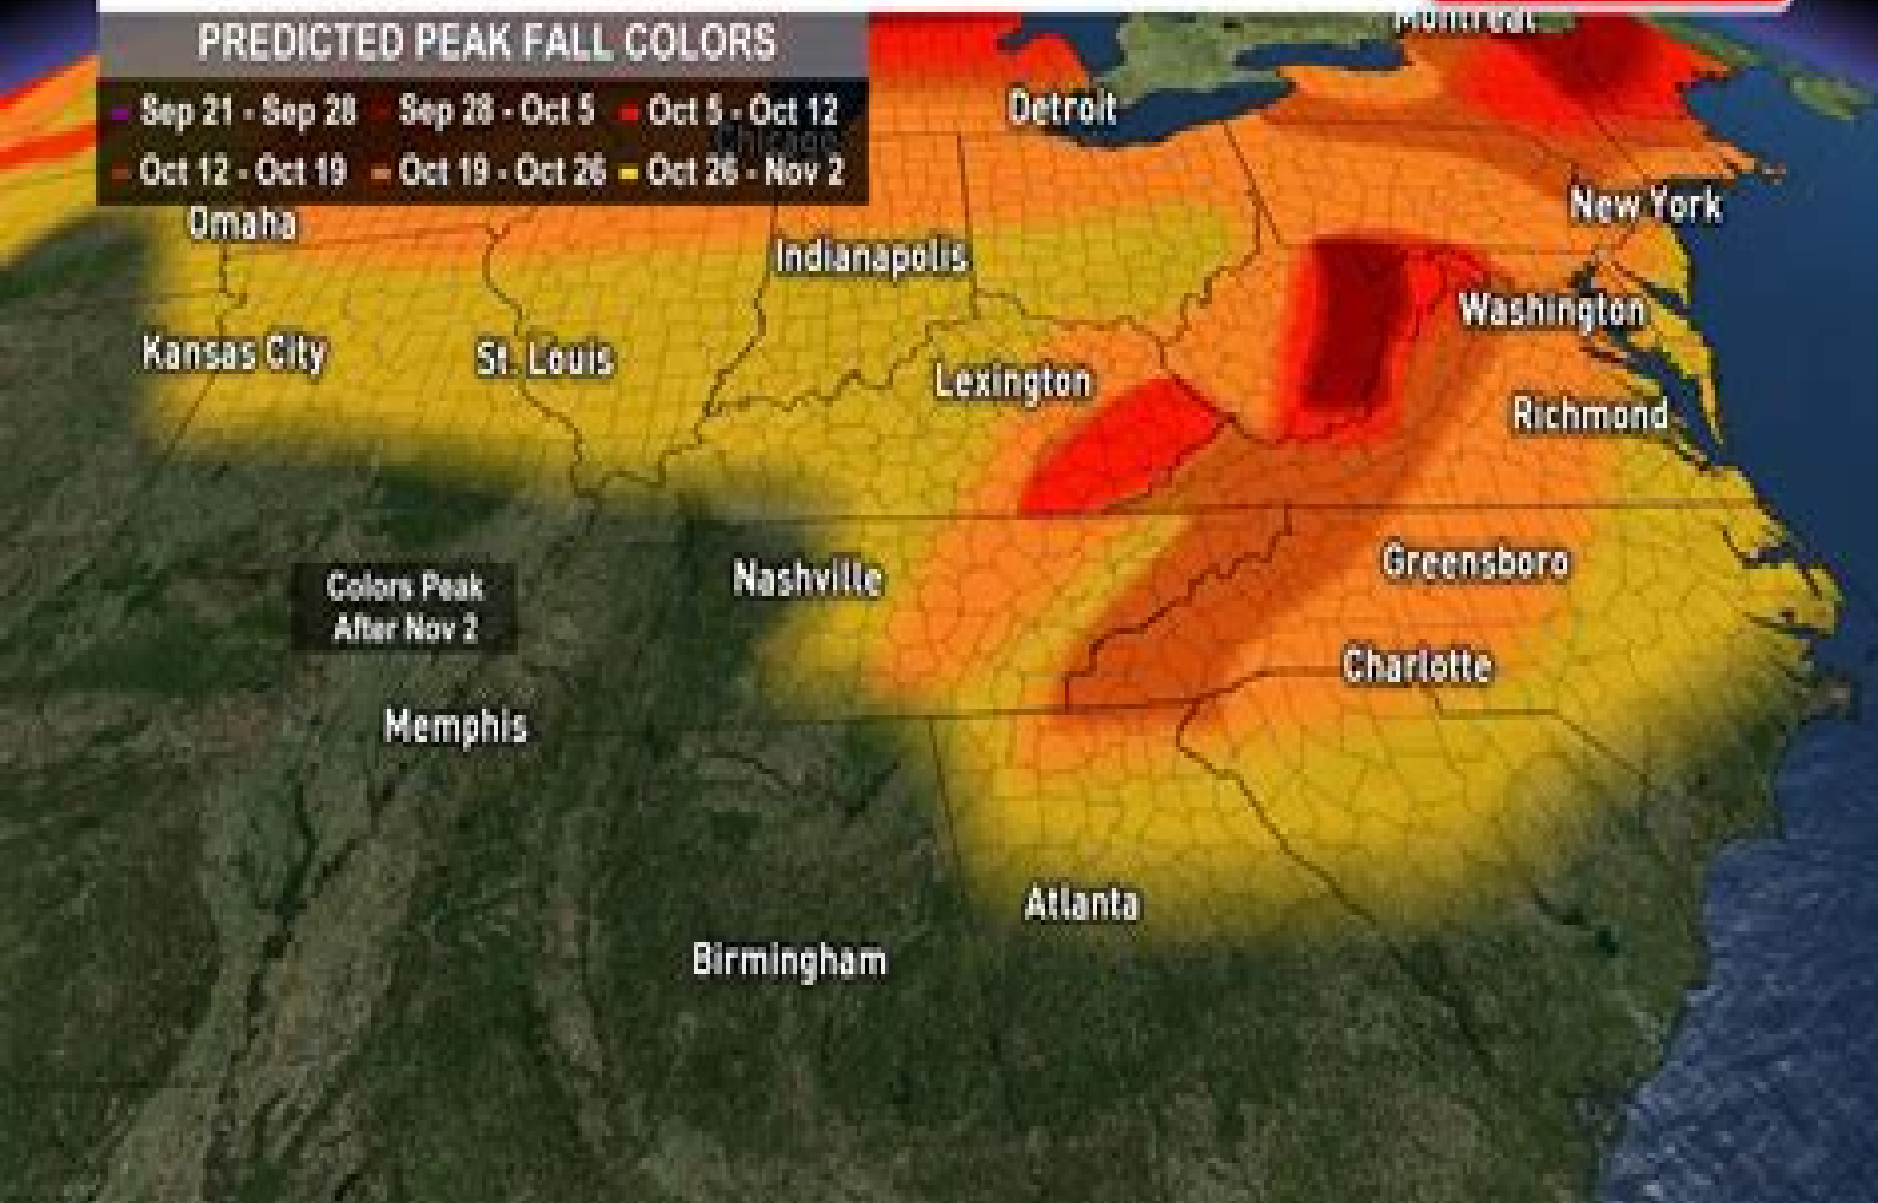 Montreal
PREDICTED PEAK FALL COLORS
Sep 21 - Sep 28 Sep 28 - Oct 5 Oct 5 - Oct 12
Detroit
Chicago
Oct 12 - Oct 19 Oct 19 - Oct 26 Oct 26 - Nov 2
New York
Omaha
Indianapolis
Washington
Kansas City
St. Louis
Lexington
Richmond
Greensboro
Nashville
Colors Peak
After Nov 2
Charlotte
Memphis
Atlanta
Birmingham